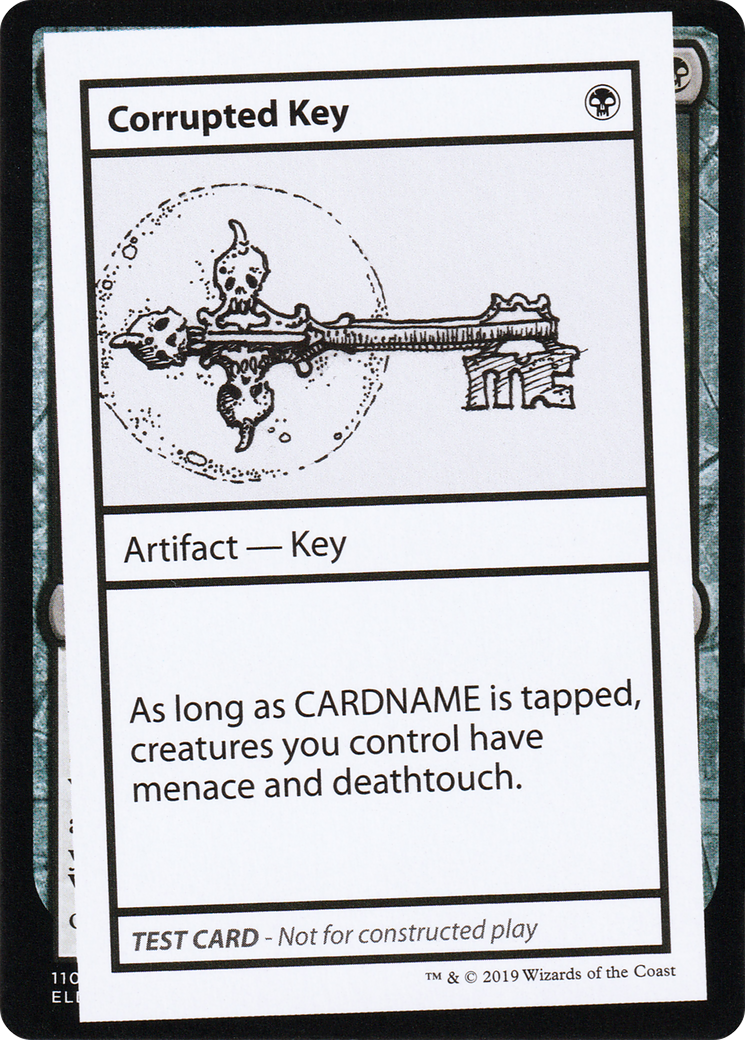 Corrupted Key
Artifact — Key
As long as CARDNAME is tapped,
creatures you control have
menace and deathtouch.
TEST CARD - Not for constructed play
™ & © 2019 Wizards of the Coast
110